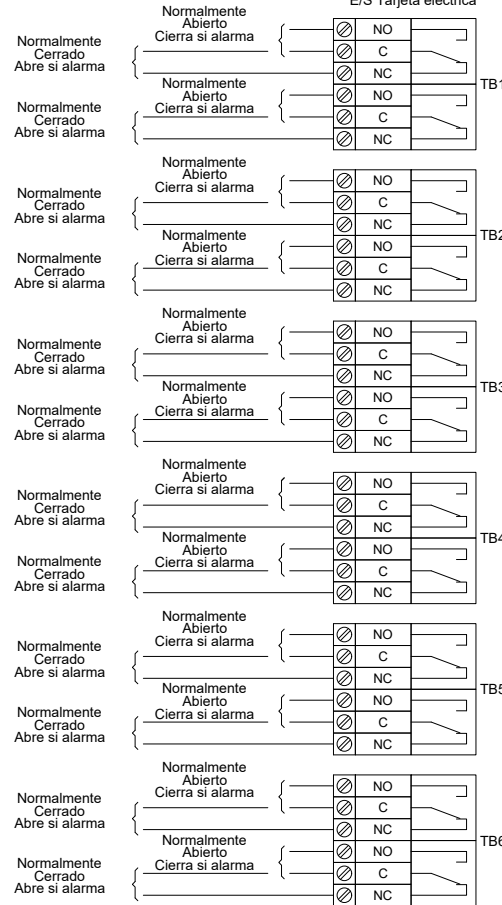 E/S Tarjeta eléctrica
Normalmente
Abierto
Cierra si alarma
NO
Normalmente
Cerrado
Abre si alarma
C
NC
TB1
Normalmente
Abierto
Cierra si alarma
NO
Normalmente
Cerrado
Abre si alarma
C
NC
Normalmente
Abierto
Cierra si alarma
NO
Normalmente
Cerrado
Abre si alarma
C
NC
TB2
Normalmente
Abierto
Cierra si alarma
NO
Normalmente
Cerrado
Abre si alarma
C
NC
Normalmente
Abierto
Cierra si alarma
NO
Normalmente
Cerrado
Abre si alarma
C
NC
TB3
Normalmente
Abierto
Cierra si alarma
NO
Normalmente
Cerrado
Abre si alarma
C
NC
Normalmente
Abierto
Cierra si alarma
NO
Normalmente
Cerrado
Abre si alarma
C
NC
TB4
Normalmente
Abierto
Cierra si alarma
NO
Normalmente
Cerrado
Abre si alarma
C
NC
Normalmente
Abierto
Cierra si alarma
NO
Normalmente
Cerrado
Abre si alarma
C
NC
TB5
Normalmente
Abierto
Cierra si alarma
NO
Normalmente
Cerrado
Abre si alarma
C
NC
Normalmente
Abierto
Cierra si alarma
NO
Normalmente
Cerrado
Abre si alarma
C
NC
TB6
Normalmente
Abierto
Cierra si alarma
NO
Normalmente
Cerrado
Abre si alarma
C
NC